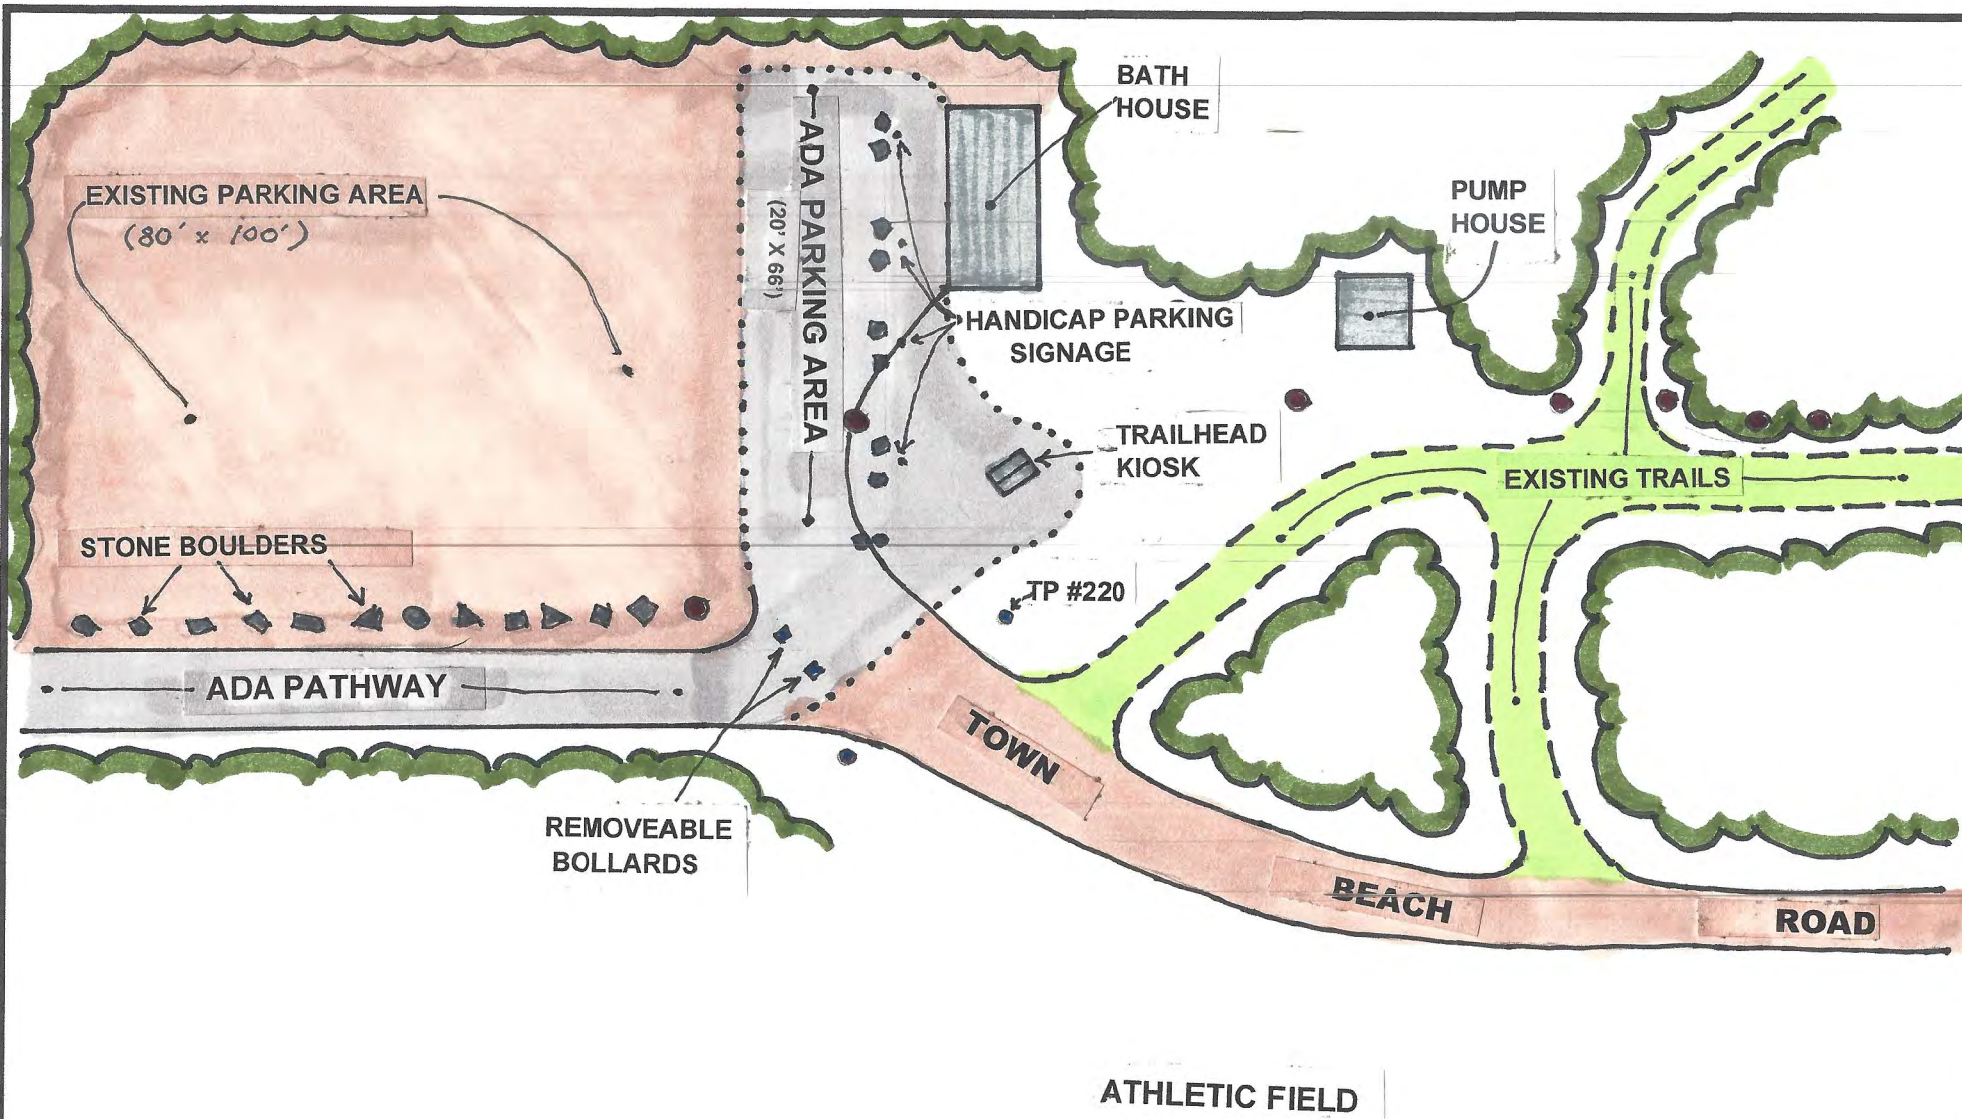 BATH
HOUSE
EXISTING PARKING AREA
(80' x 100')
ADA PARKING AREA
(20' X 66')
PUMP
HOUSE
HANDICAP PARKING
SIGNAGE
TRAILHEAD
KIOSK
EXISTING TRAILS
STONE BOULDERS
TP #220
ADA PATHWAY
TOWN
BEACH
ROAD
REMOVEABLE
BOLLARDS
ATHLETIC FIELD